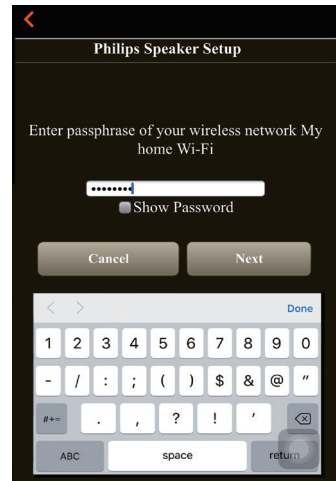 Philips Speaker Setup
Enter passphrase of your wireless network My
home Wi-Fi
••••••••
Show Password
Cancel Next
Done
1 2 3 4 5 6 7 8 9 0
- / : ; ( ) $ & @ "
#+= . , ? ! '
ABC space return